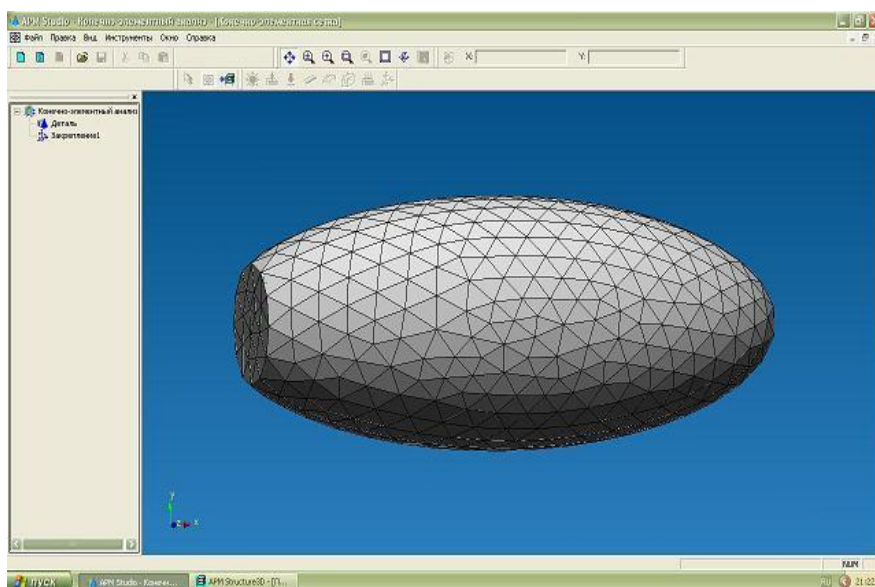 APM Studio - Конечно-элементный анализ - [Конечно-элементная сетка]
Файл Правка Вид Инструменты Окно Справка
X: Y:
Конечно-элементный анализ
Деталь
Закрепление1
y
z x
NUM
пуск APM Studio - Конечн... APM Structure3D - [П... RU 21:22